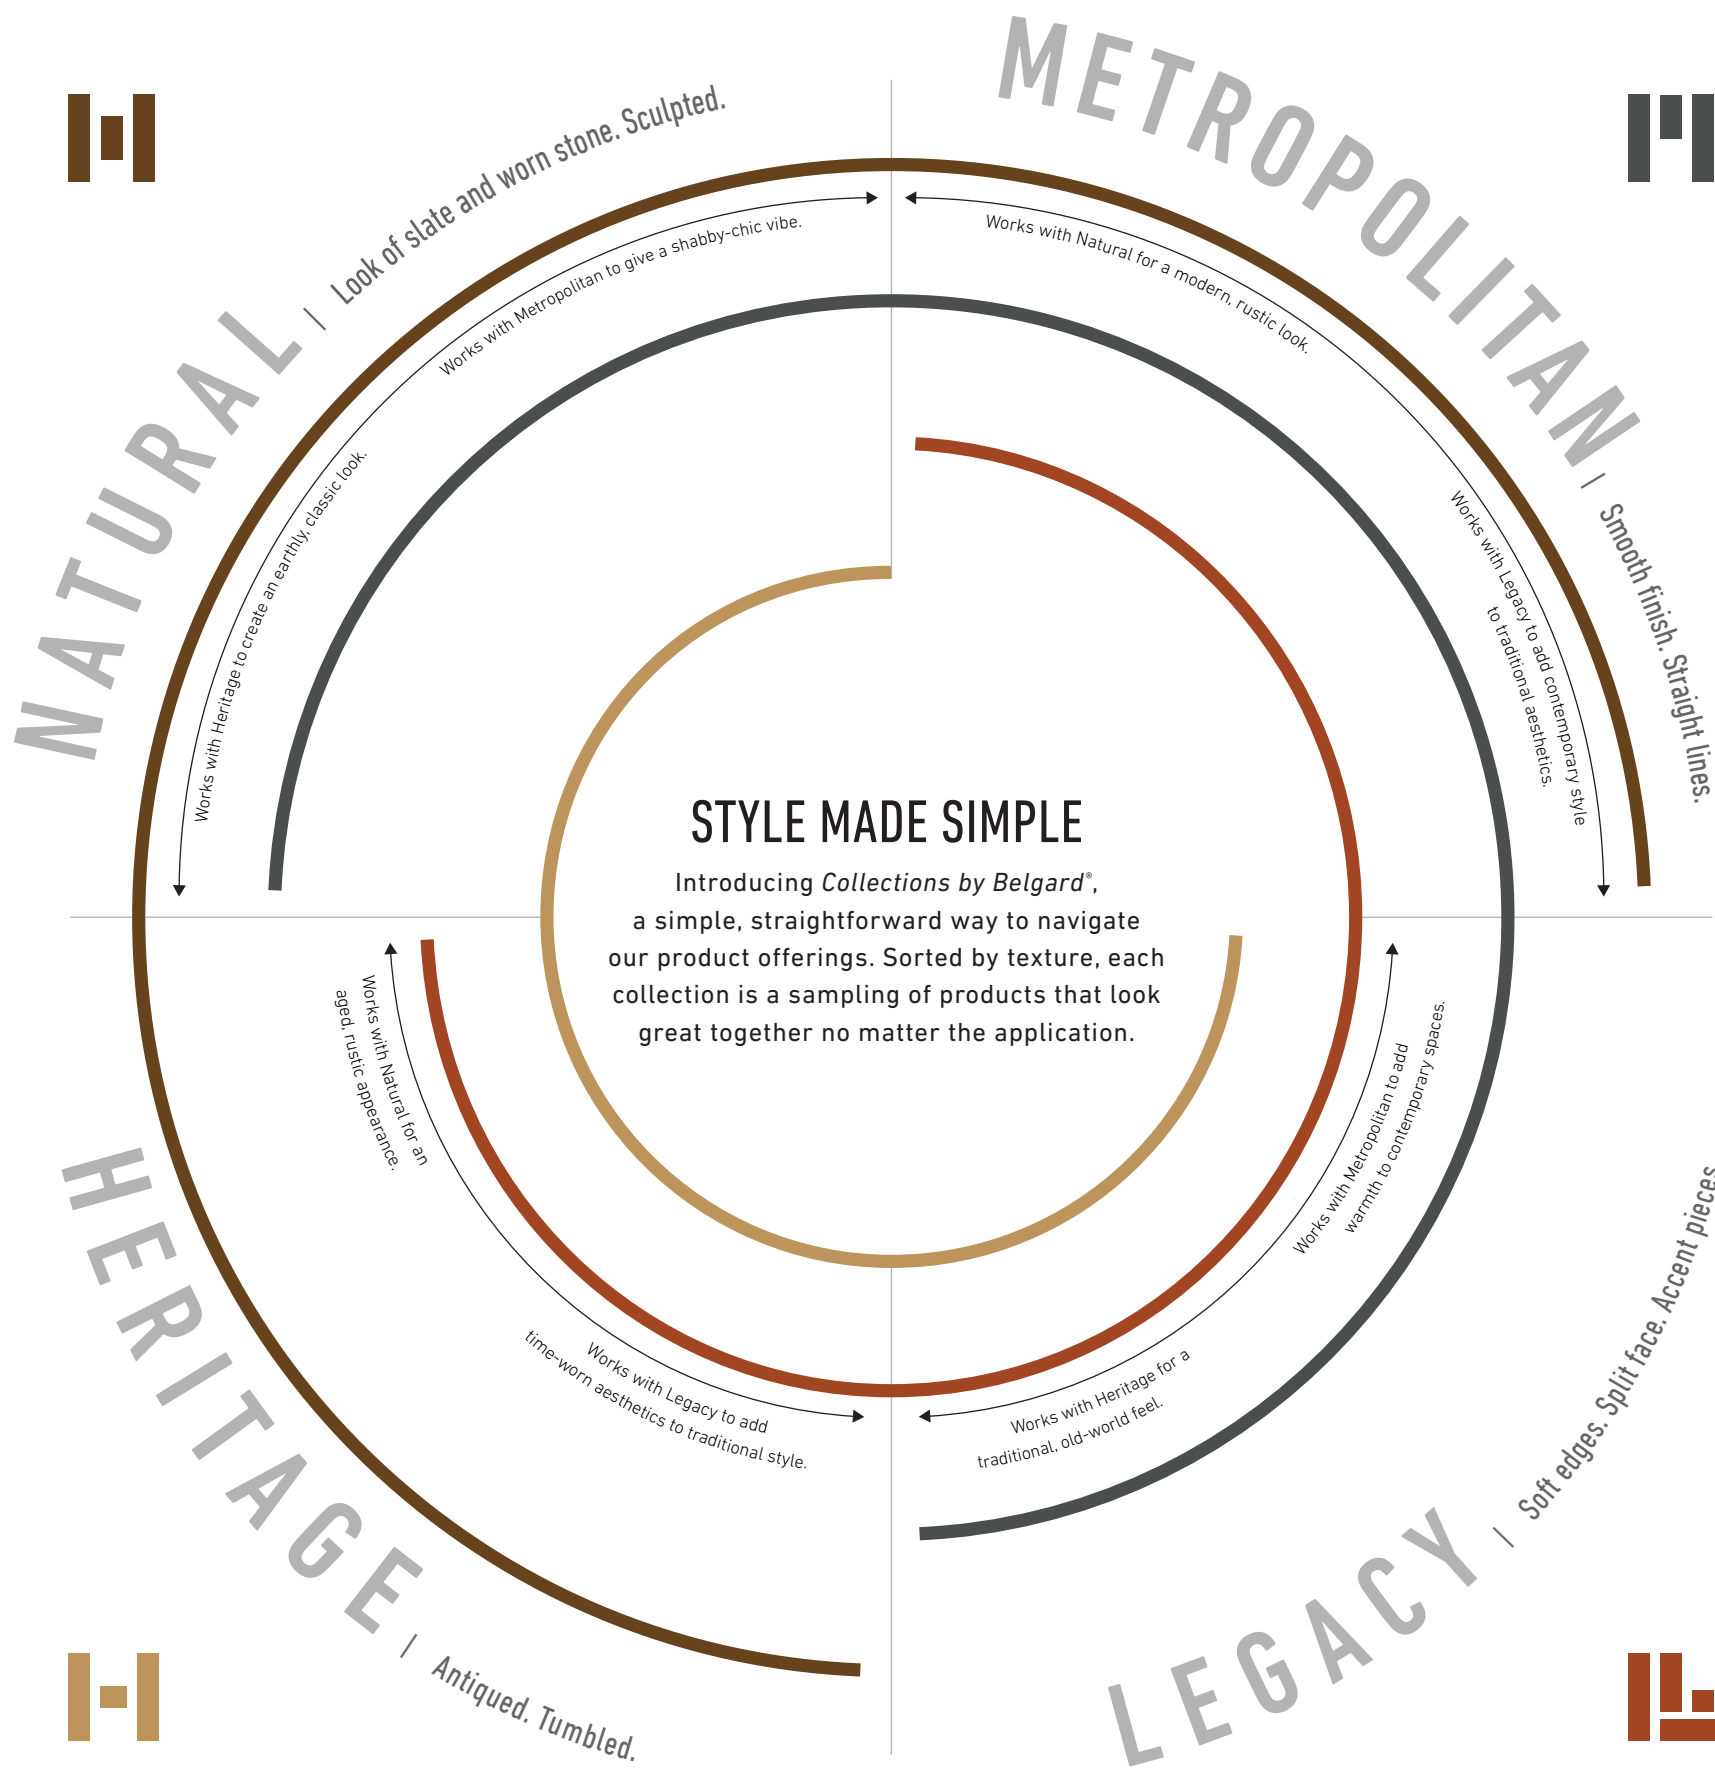 NATURAL | Look of slate and worn stone. Sculpted.
METROPOLITAN | Smooth finish. Straight lines.
Works with Heritage to create an earthly, classic look.
Works with Metropolitan to give a shabby-chic vibe.
Works with Natural for a modern, rustic look.
Works with Legacy to add contemporary style
to traditional aesthetics.
STYLE MADE SIMPLE
Introducing Collections by Belgard®,
a simple, straightforward way to navigate
our product offerings. Sorted by texture, each
collection is a sampling of products that look
great together no matter the application.
Works with Natural for an
aged, rustic appearance.
Works with Legacy to add
time-worn aesthetics to traditional style.
Works with Heritage for a
traditional, old-world feel.
Works with Metropolitan to add
warmth to contemporary spaces.
HERITAGE | Antiqued. Tumbled.
LEGACY | Soft edges. Split face. Accent pieces